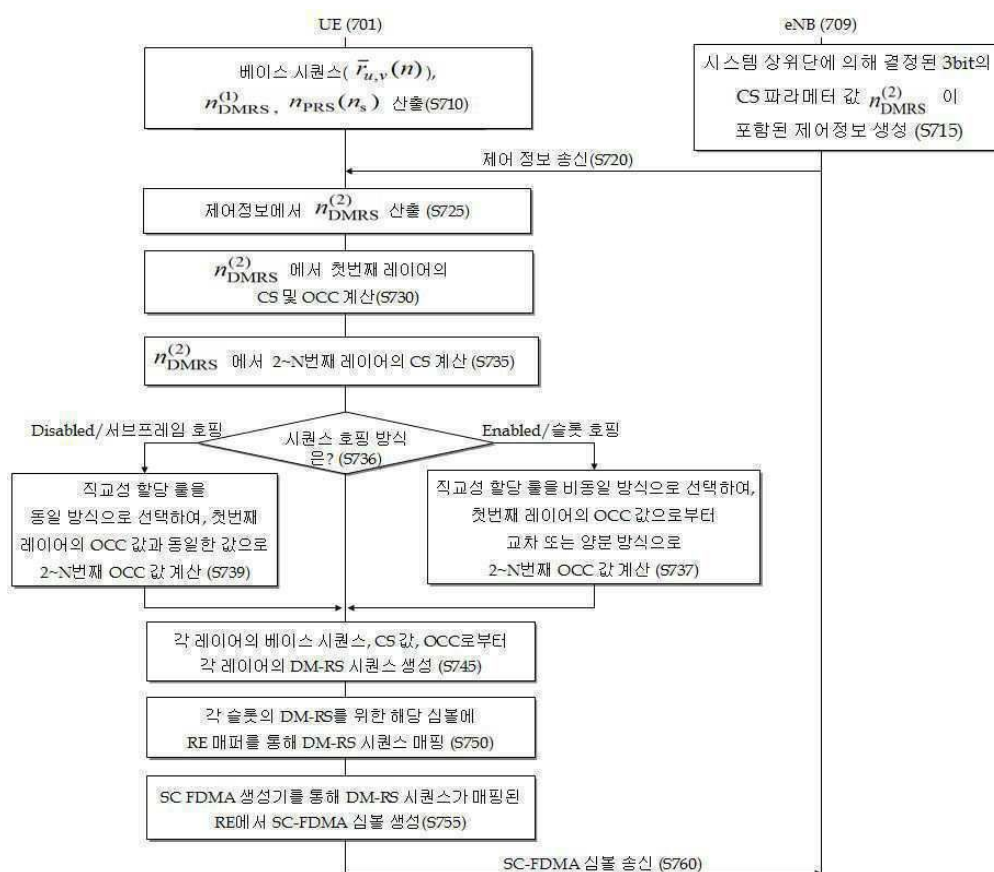 UE (701)
eNB (709)
베이스 시퀀스( r̄u,v(n) ),
n(1)DMRS , nPRS(ns) 산출(S710)
시스템 상위단에 의해 결정된 3bit의
CS 파라메터 값 n(2)DMRS 이
포함된 제어정보 생성 (S715)
제어 정보 송신(S720)
제어정보에서 n(2)DMRS 산출 (S725)
n(2)DMRS 에서 첫번째 레이어의
CS 및 OCC 계산(S730)
n(2)DMRS 에서 2~N번째 레이어의 CS 계산 (S735)
Disabled/서브프레임 호핑
시퀀스 호핑 방식
은? (S736)
Enabled/슬롯 호핑
직교성 할당 룰을
동일 방식으로 선택하여, 첫번째
레이어의 OCC 값과 동일한 값으로
2~N번째 OCC 값 계산 (S739)
직교성 할당 룰을 비동일 방식으로 선택하여,
첫번째 레이어의 OCC 값으로부터
교차 또는 양분 방식으로
2~N번째 OCC 값 계산 (S737)
각 레이어의 베이스 시퀀스, CS 값, OCC로부터
각 레이어의 DM-RS 시퀀스 생성 (S745)
각 슬롯의 DM-RS를 위한 해당 심볼에
RE 매퍼를 통해 DM-RS 시퀀스 매핑 (S750)
SC FDMA 생성기를 통해 DM-RS 시퀀스가 매핑된
RE에서 SC-FDMA 심볼 생성(S755)
SC-FDMA 심볼 송신 (S760)